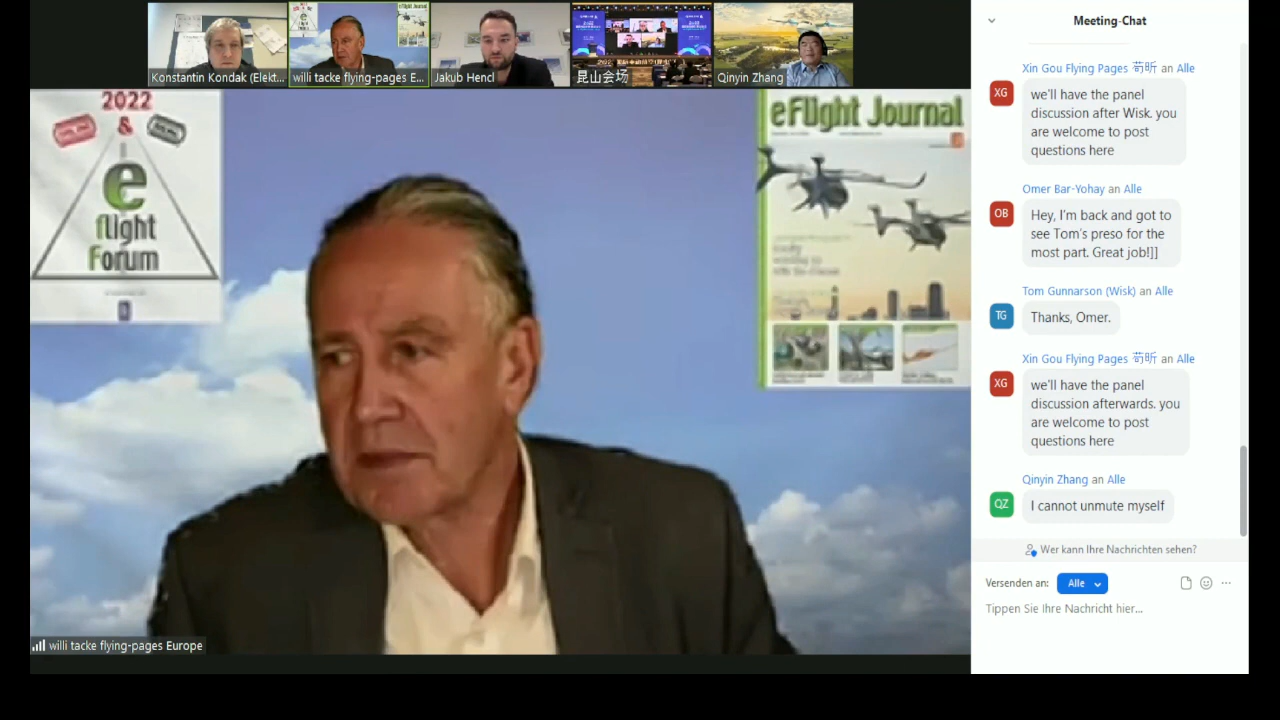 Konstantin Kondak (Elekt...
willi tacke flying-pages E...
Jakub Hencl
昆山会场
Qinyin Zhang
2022
&
e
flight
Forum
eFlight Journal
willi tacke flying-pages Europe
Meeting-Chat
Xin Gou Flying Pages 苟昕 an Alle
XG
we'll have the panel
discussion after Wisk. you
are welcome to post
questions here
Omer Bar-Yohay an Alle
OB
Hey, I'm back and got to
see Tom's preso for the
most part. Great job!]]
Tom Gunnarson (Wisk) an Alle
TG
Thanks, Omer.
Xin Gou Flying Pages 苟昕 an Alle
XG
we'll have the panel
discussion afterwards. you
are welcome to post
questions here
Qinyin Zhang an Alle
QZ
I cannot unmute myself
Wer kann Ihre Nachrichten sehen?
Versenden an: Alle
Tippen Sie Ihre Nachricht hier...